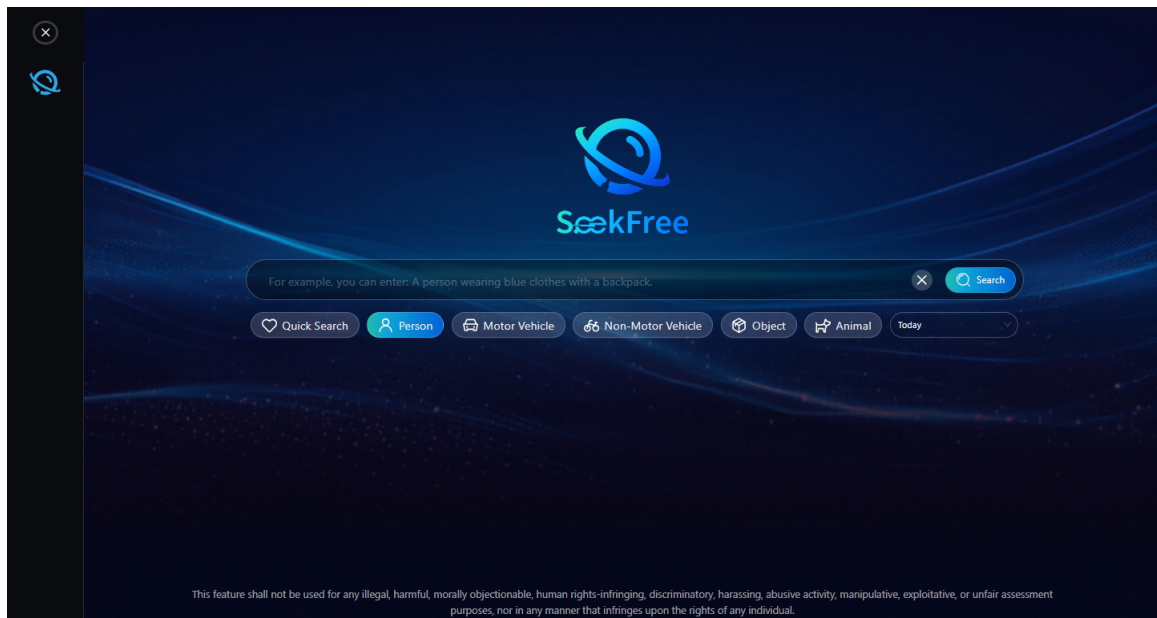 SeekFree
For example, you can enter: A person wearing blue clothes with a backpack.
Search
Quick Search
Person
Motor Vehicle
Non-Motor Vehicle
Object
Animal
Today
This feature shall not be used for any illegal, harmful, morally objectionable, human rights-infringing, discriminatory, harassing, abusive activity, manipulative, exploitative, or unfair assessment
purposes, nor in any manner that infringes upon the rights of any individual.